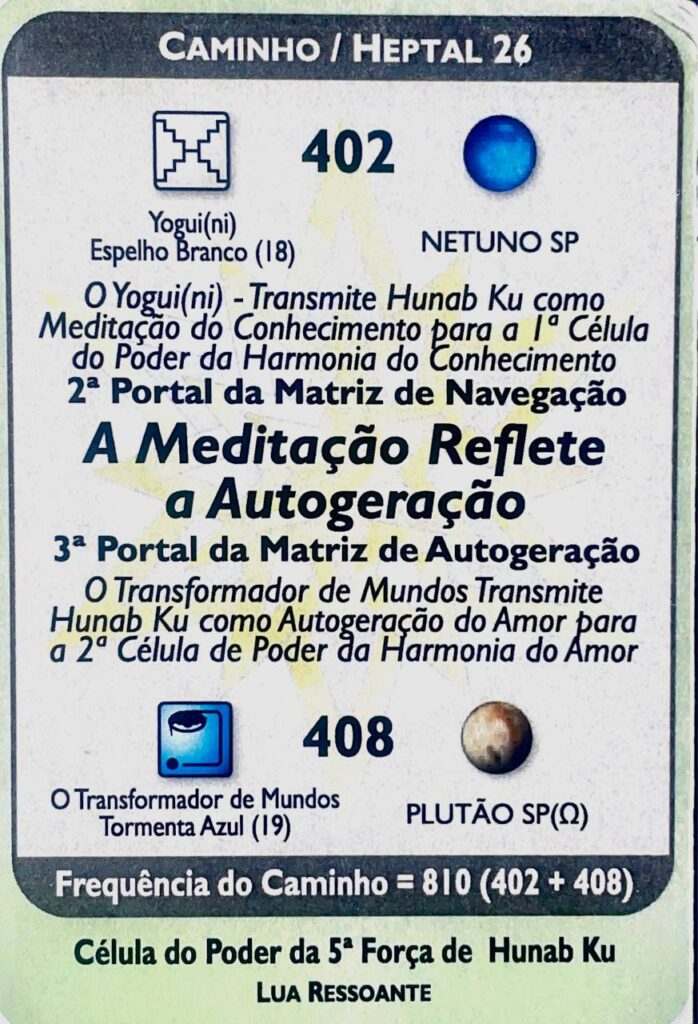 CAMINHO / HEPTAL 26
402
Yogui(ni)
Espelho Branco (18)
NETUNO SP
O Yogui(ni) - Transmite Hunab Ku como
Meditação do Conhecimento para a 1ª Célula
do Poder da Harmonia do Conhecimento
2ª Portal da Matriz de Navegação
A Meditação Reflete
a Autogeração
3ª Portal da Matriz de Autogeração
O Transformador de Mundos Transmite
Hunab Ku como Autogeração do Amor para
a 2ª Célula de Poder da Harmonia do Amor
408
O Transformador de Mundos
Tormenta Azul (19)
PLUTÃO SP(Ω)
Frequência do Caminho = 810 (402 + 408)
Célula do Poder da 5ª Força de Hunab Ku
LUA RESSOANTE